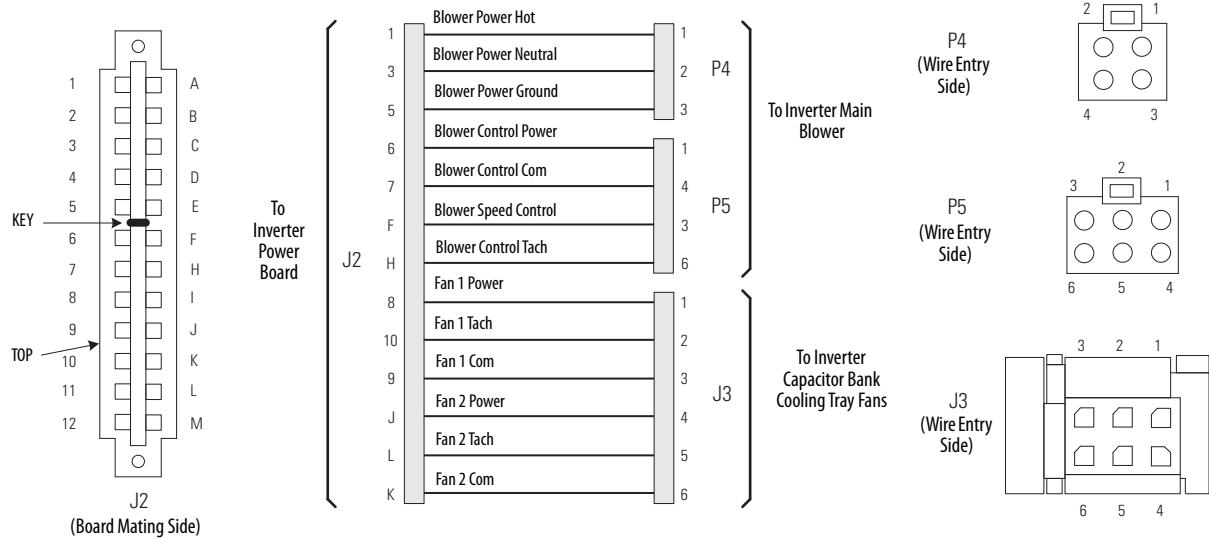 1 A
2 B
3 C
4 D
5 E
KEY
6 F
7 H
8 I
9 J
TOP
10 K
11 L
12 M
J2
(Board Mating Side)
To
Inverter
Power
Board
J2
Blower Power Hot
1 1
Blower Power Neutral
3 2
Blower Power Ground
5 3
P4
Blower Control Power
6 1
Blower Control Com
7 4
Blower Speed Control
F 3
Blower Control Tach
H 6
P5
Fan 1 Power
8 1
Fan 1 Tach
10 2
Fan 1 Com
9 3
Fan 2 Power
J 4
Fan 2 Tach
L 5
Fan 2 Com
K 6
J3
To Inverter Main
Blower
To Inverter
Capacitor Bank
Cooling Tray Fans
P4
(Wire Entry
Side)
2 1
4 3
P5
(Wire Entry
Side)
2
3 1
6 5 4
J3
(Wire Entry
Side)
3 2 1
6 5 4